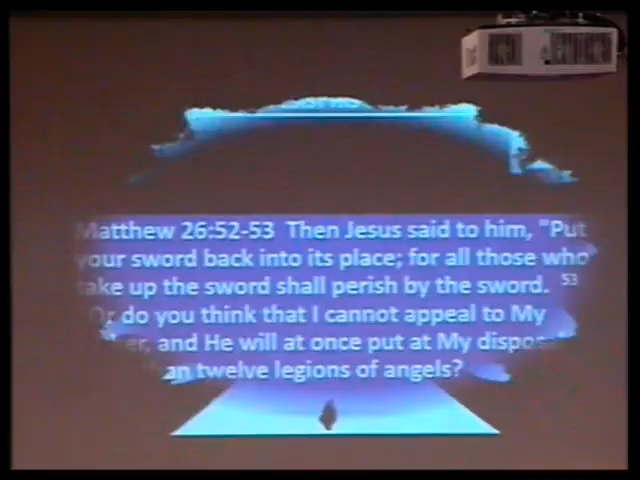 Matthew 26:52-53 Then Jesus said to him, "Put
your sword back into its place; for all those who
take up the sword shall perish by the sword. 53
Or do you think that I cannot appeal to My
and He will at once put at My
twelve legions of angels?